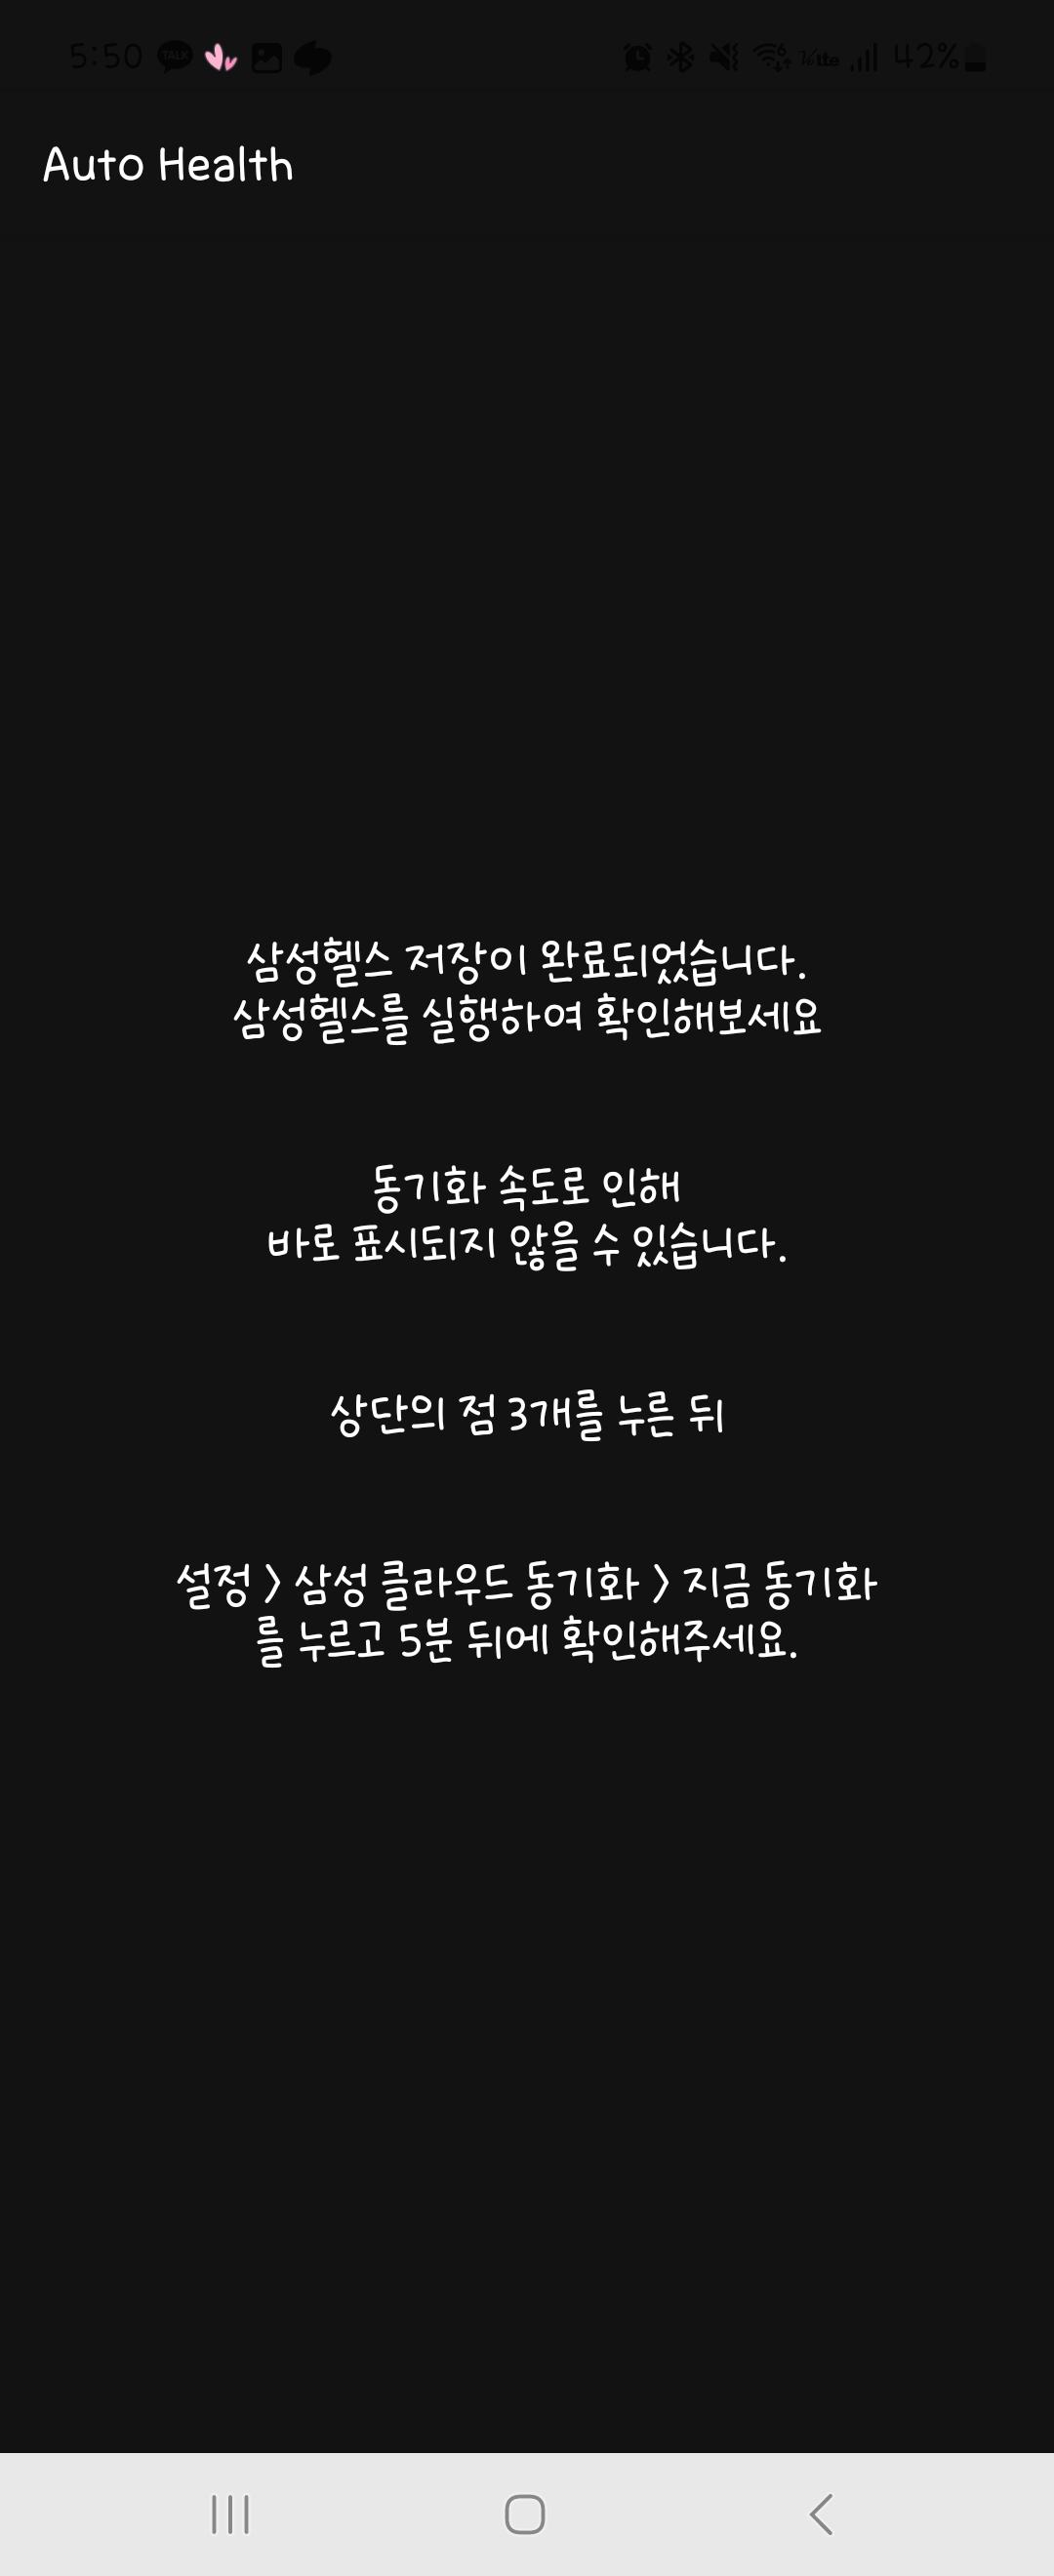 5:50
TALK
6
lte
42%
Auto Health
삼성헬스 저장이 완료되었습니다.
삼성헬스를 실행하여 확인해보세요
동기화 속도로 인해
바로 표시되지 않을 수 있습니다.
상단의 점 3개를 누른 뒤
설정 > 삼성 클라우드 동기화 > 지금 동기화
를 누르고 5분 뒤에 확인해주세요.